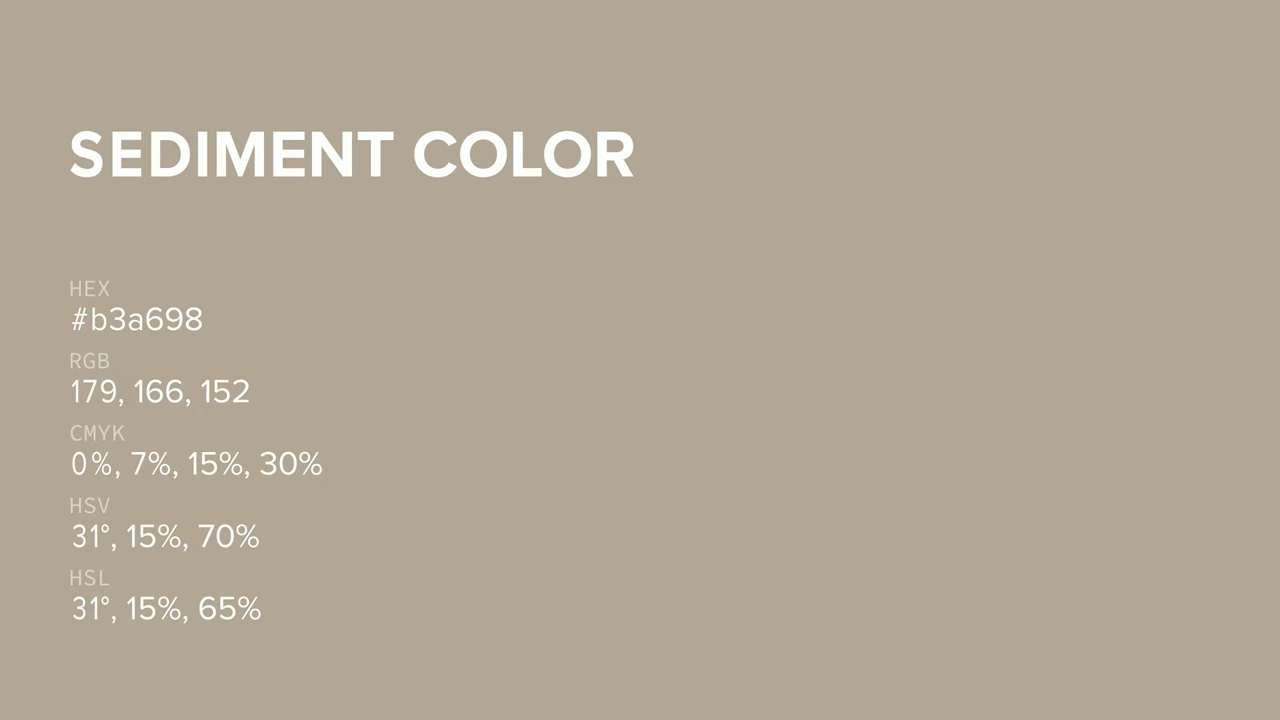 SEDIMENT COLOR
HEX
#b3a698
RGB
179, 166, 152
CMYK
0%, 7%, 15%, 30%
HSV
31°, 15%, 70%
HSL
31°, 15%, 65%